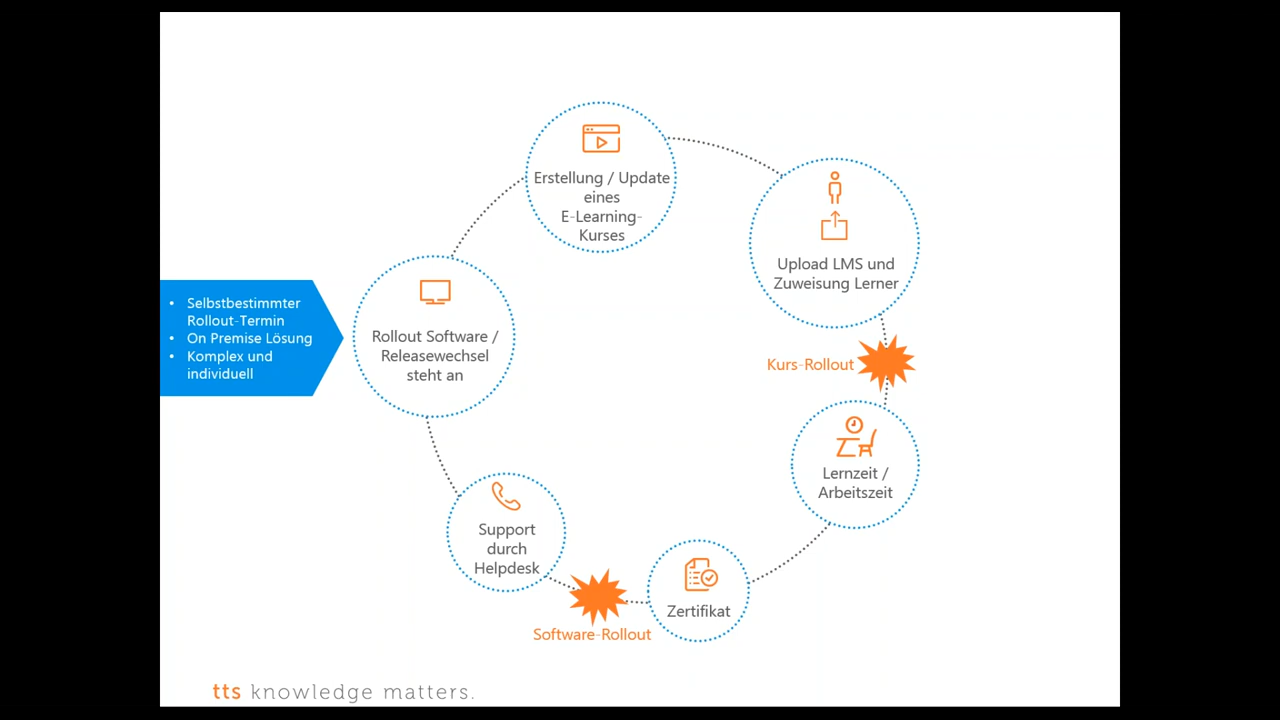 • Selbstbestimmter
Rollout-Termin
• On Premise Lösung
• Komplex und
individuell
Rollout Software /
Releasewechsel
steht an
Erstellung / Update
eines
E-Learning-
Kurses
Upload LMS und
Zuweisung Lerner
Kurs-Rollout
Lernzeit /
Arbeitszeit
Zertifikat
Software-Rollout
Support
durch
Helpdesk
tts knowledge matters.